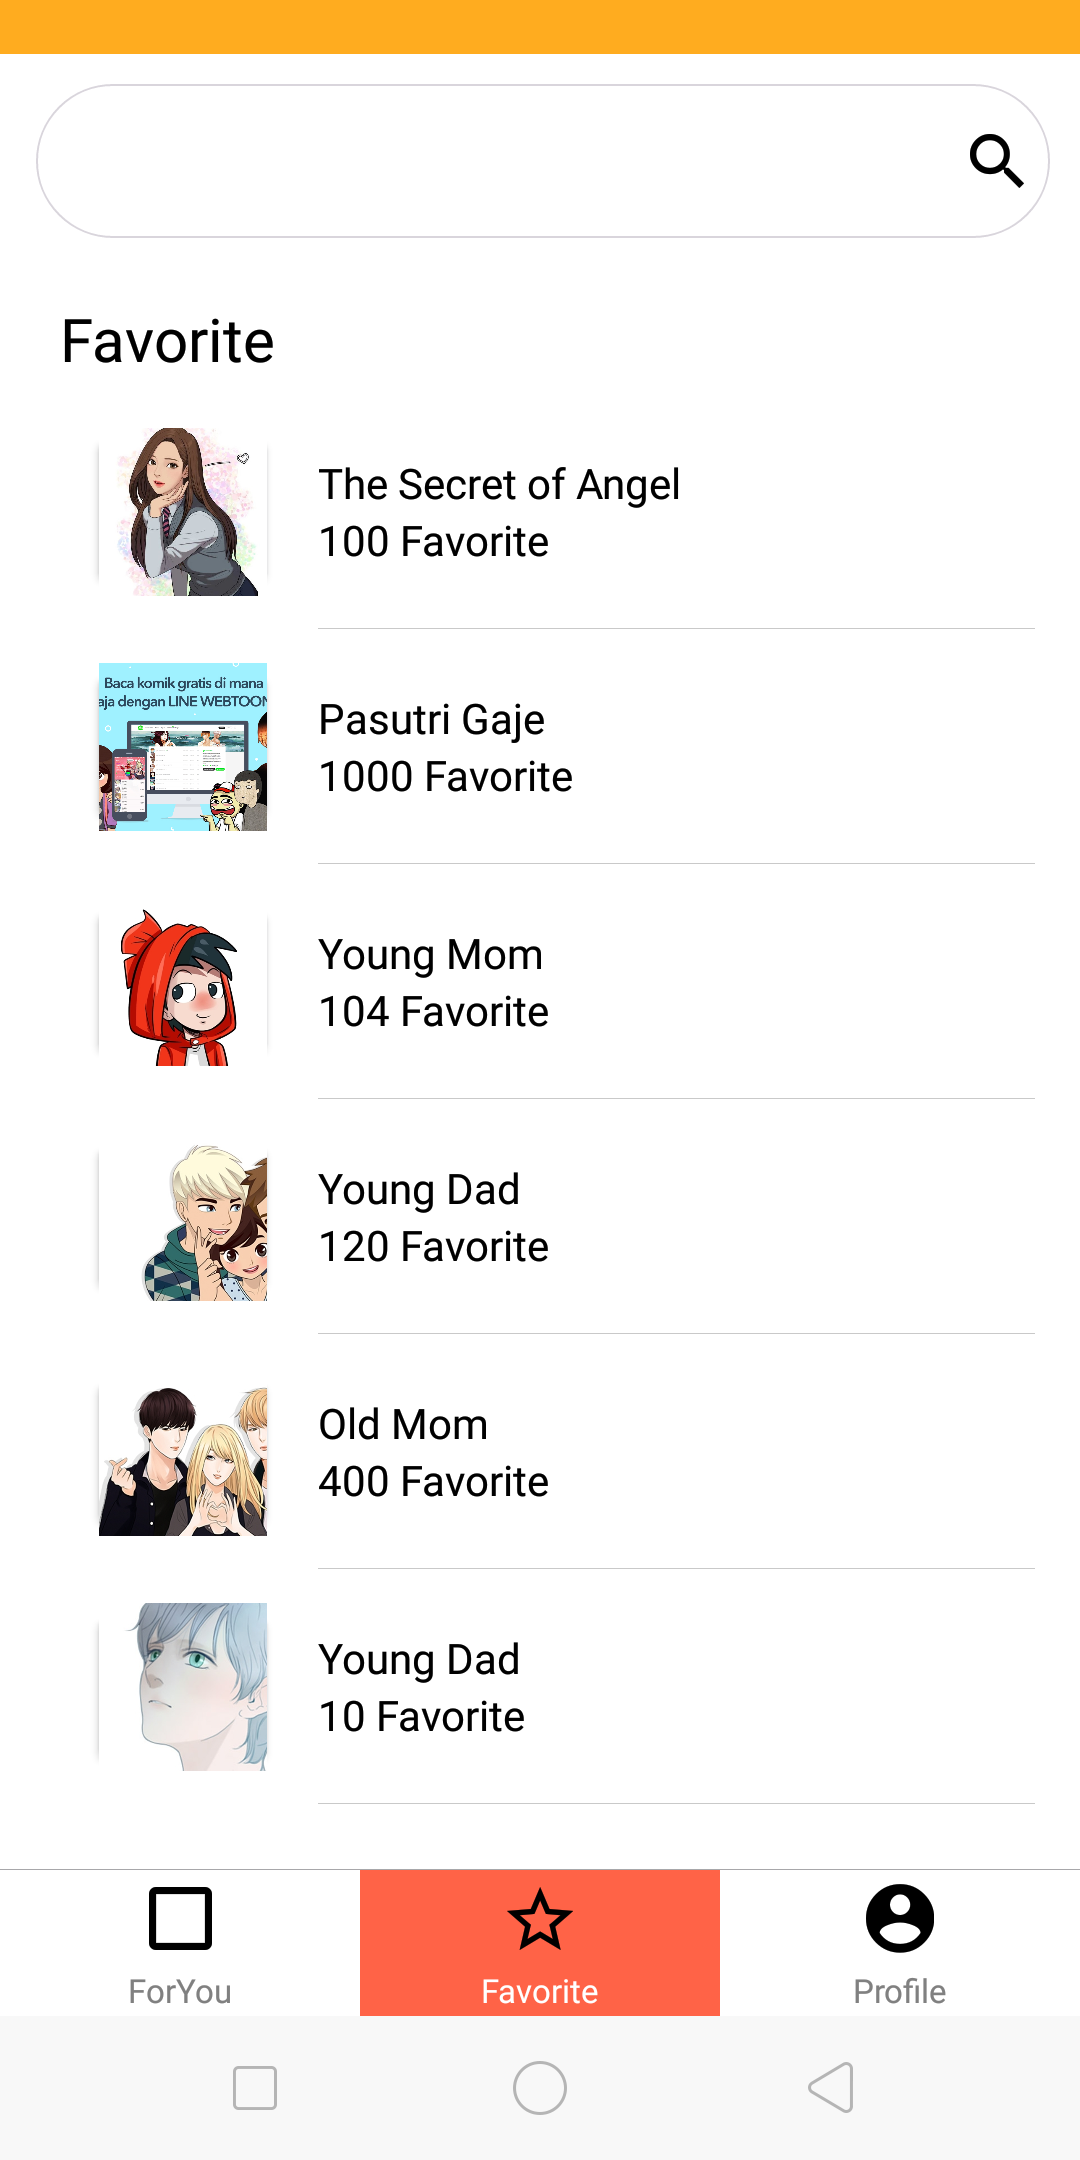 Favorite
The Secret of Angel
100 Favorite
Baca komik gratis di mana
aja dengan LINE WEBTOON
Pasutri Gaje
1000 Favorite
Young Mom
104 Favorite
Young Dad
120 Favorite
Old Mom
400 Favorite
Young Dad
10 Favorite
ForYou
Favorite
Profile